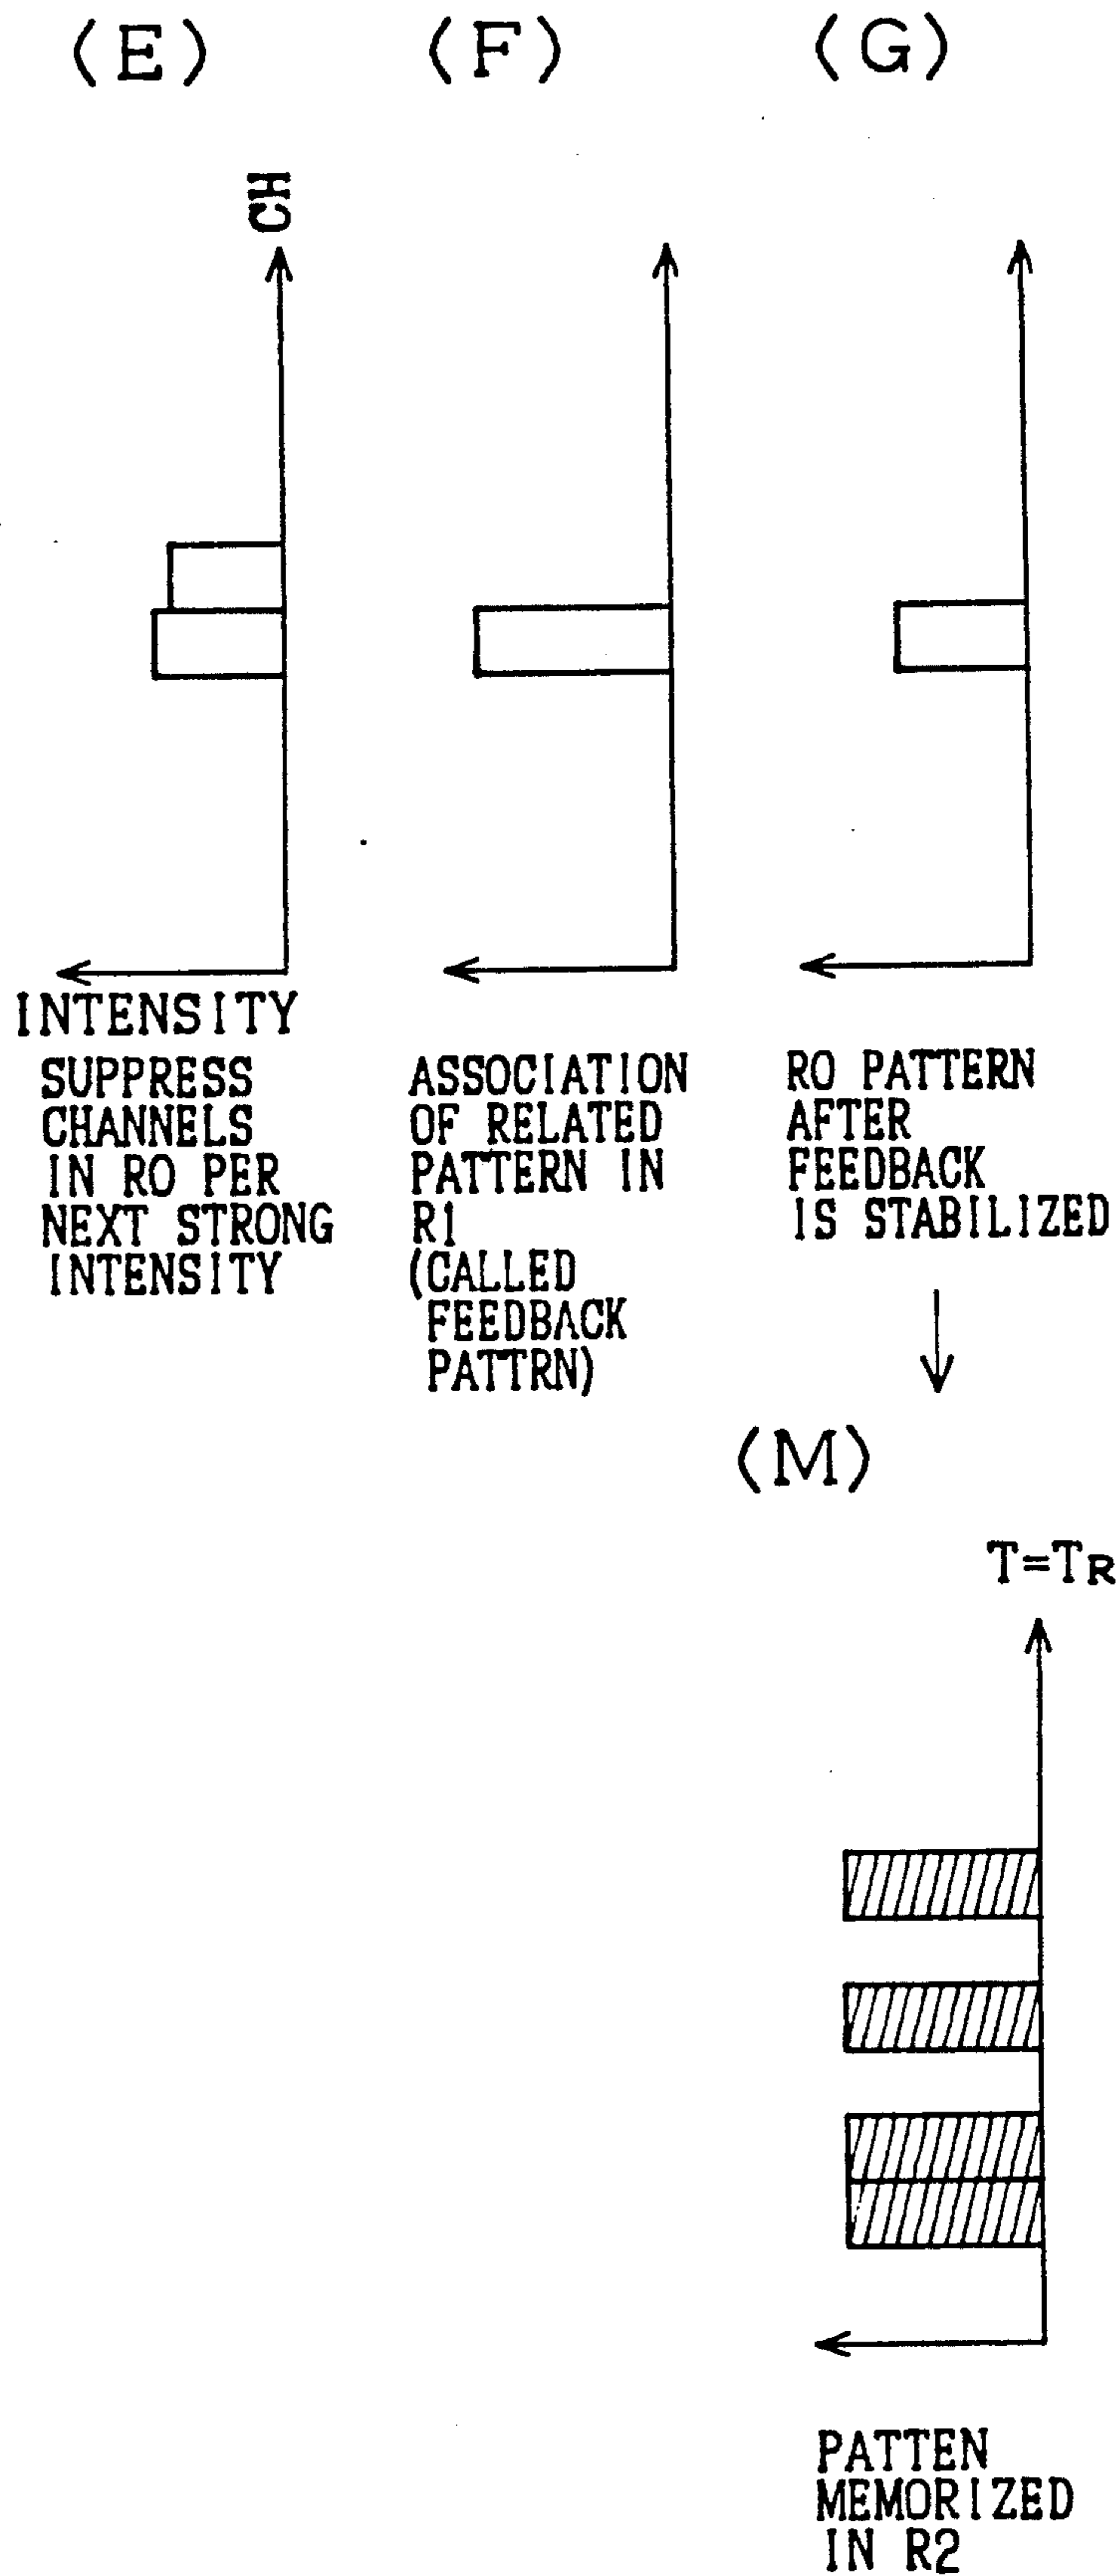 (E)
(F)
(G)
CH
INTENSITY
SUPPRESS
CHANNELS
IN RO PER
NEXT STRONG
INTENSITY
ASSOCIATION
OF RELATED
PATTERN IN
R1
(CALLED
FEEDBACK
PATTRN)
RO PATTERN
AFTER
FEEDBACK
IS STABILIZED
(M)
T=TR
PATTEN
MEMORIZED
IN R2